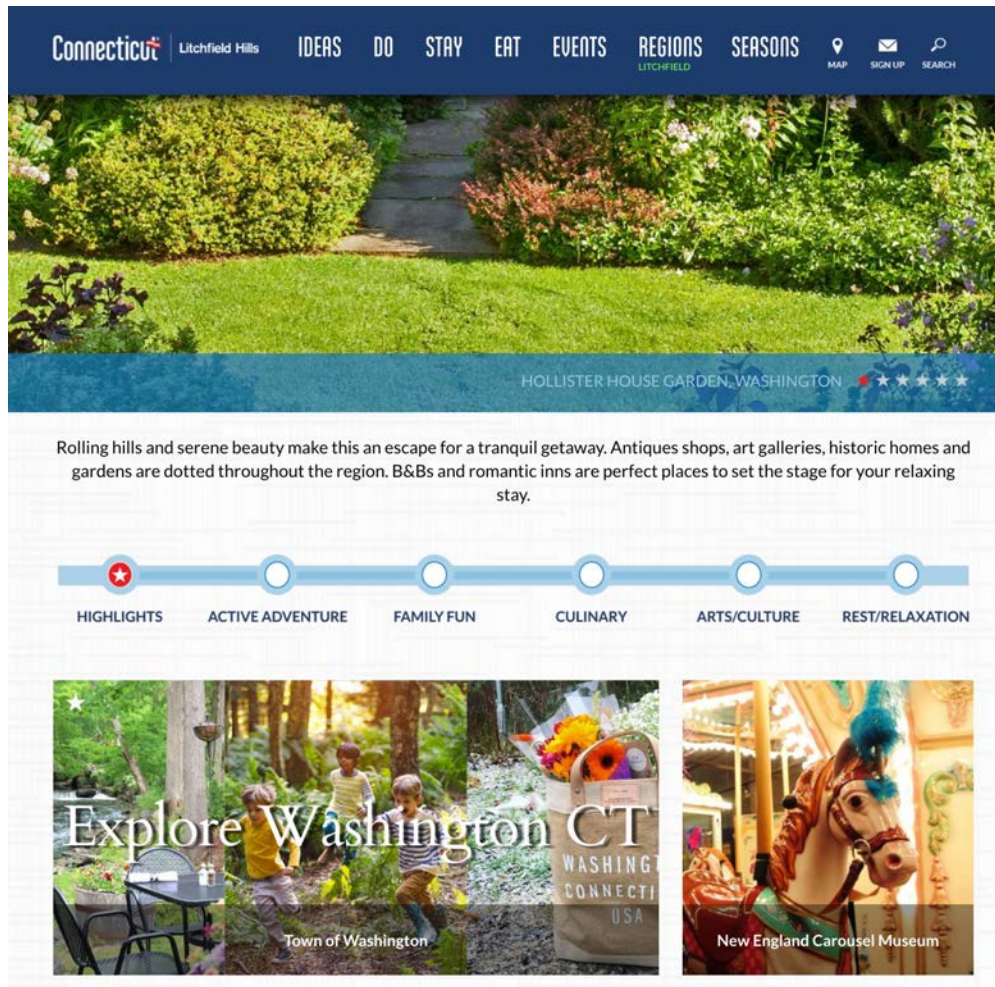 Connecticut Litchfield Hills IDEAS DO STAY EAT EVENTS REGIONS SEASONS
LITCHFIELD
MAP SIGN UP SEARCH
HOLLISTER HOUSE GARDEN, WASHINGTON
Rolling hills and serene beauty make this an escape for a tranquil getaway. Antiques shops, art galleries, historic homes and
gardens are dotted throughout the region. B&Bs and romantic inns are perfect places to set the stage for your relaxing
stay.
HIGHLIGHTS ACTIVE ADVENTURE FAMILY FUN CULINARY ARTS/CULTURE REST/RELAXATION
Explore Washington CT
WASHINGT
CONNECTI
USA
Town of Washington
New England Carousel Museum